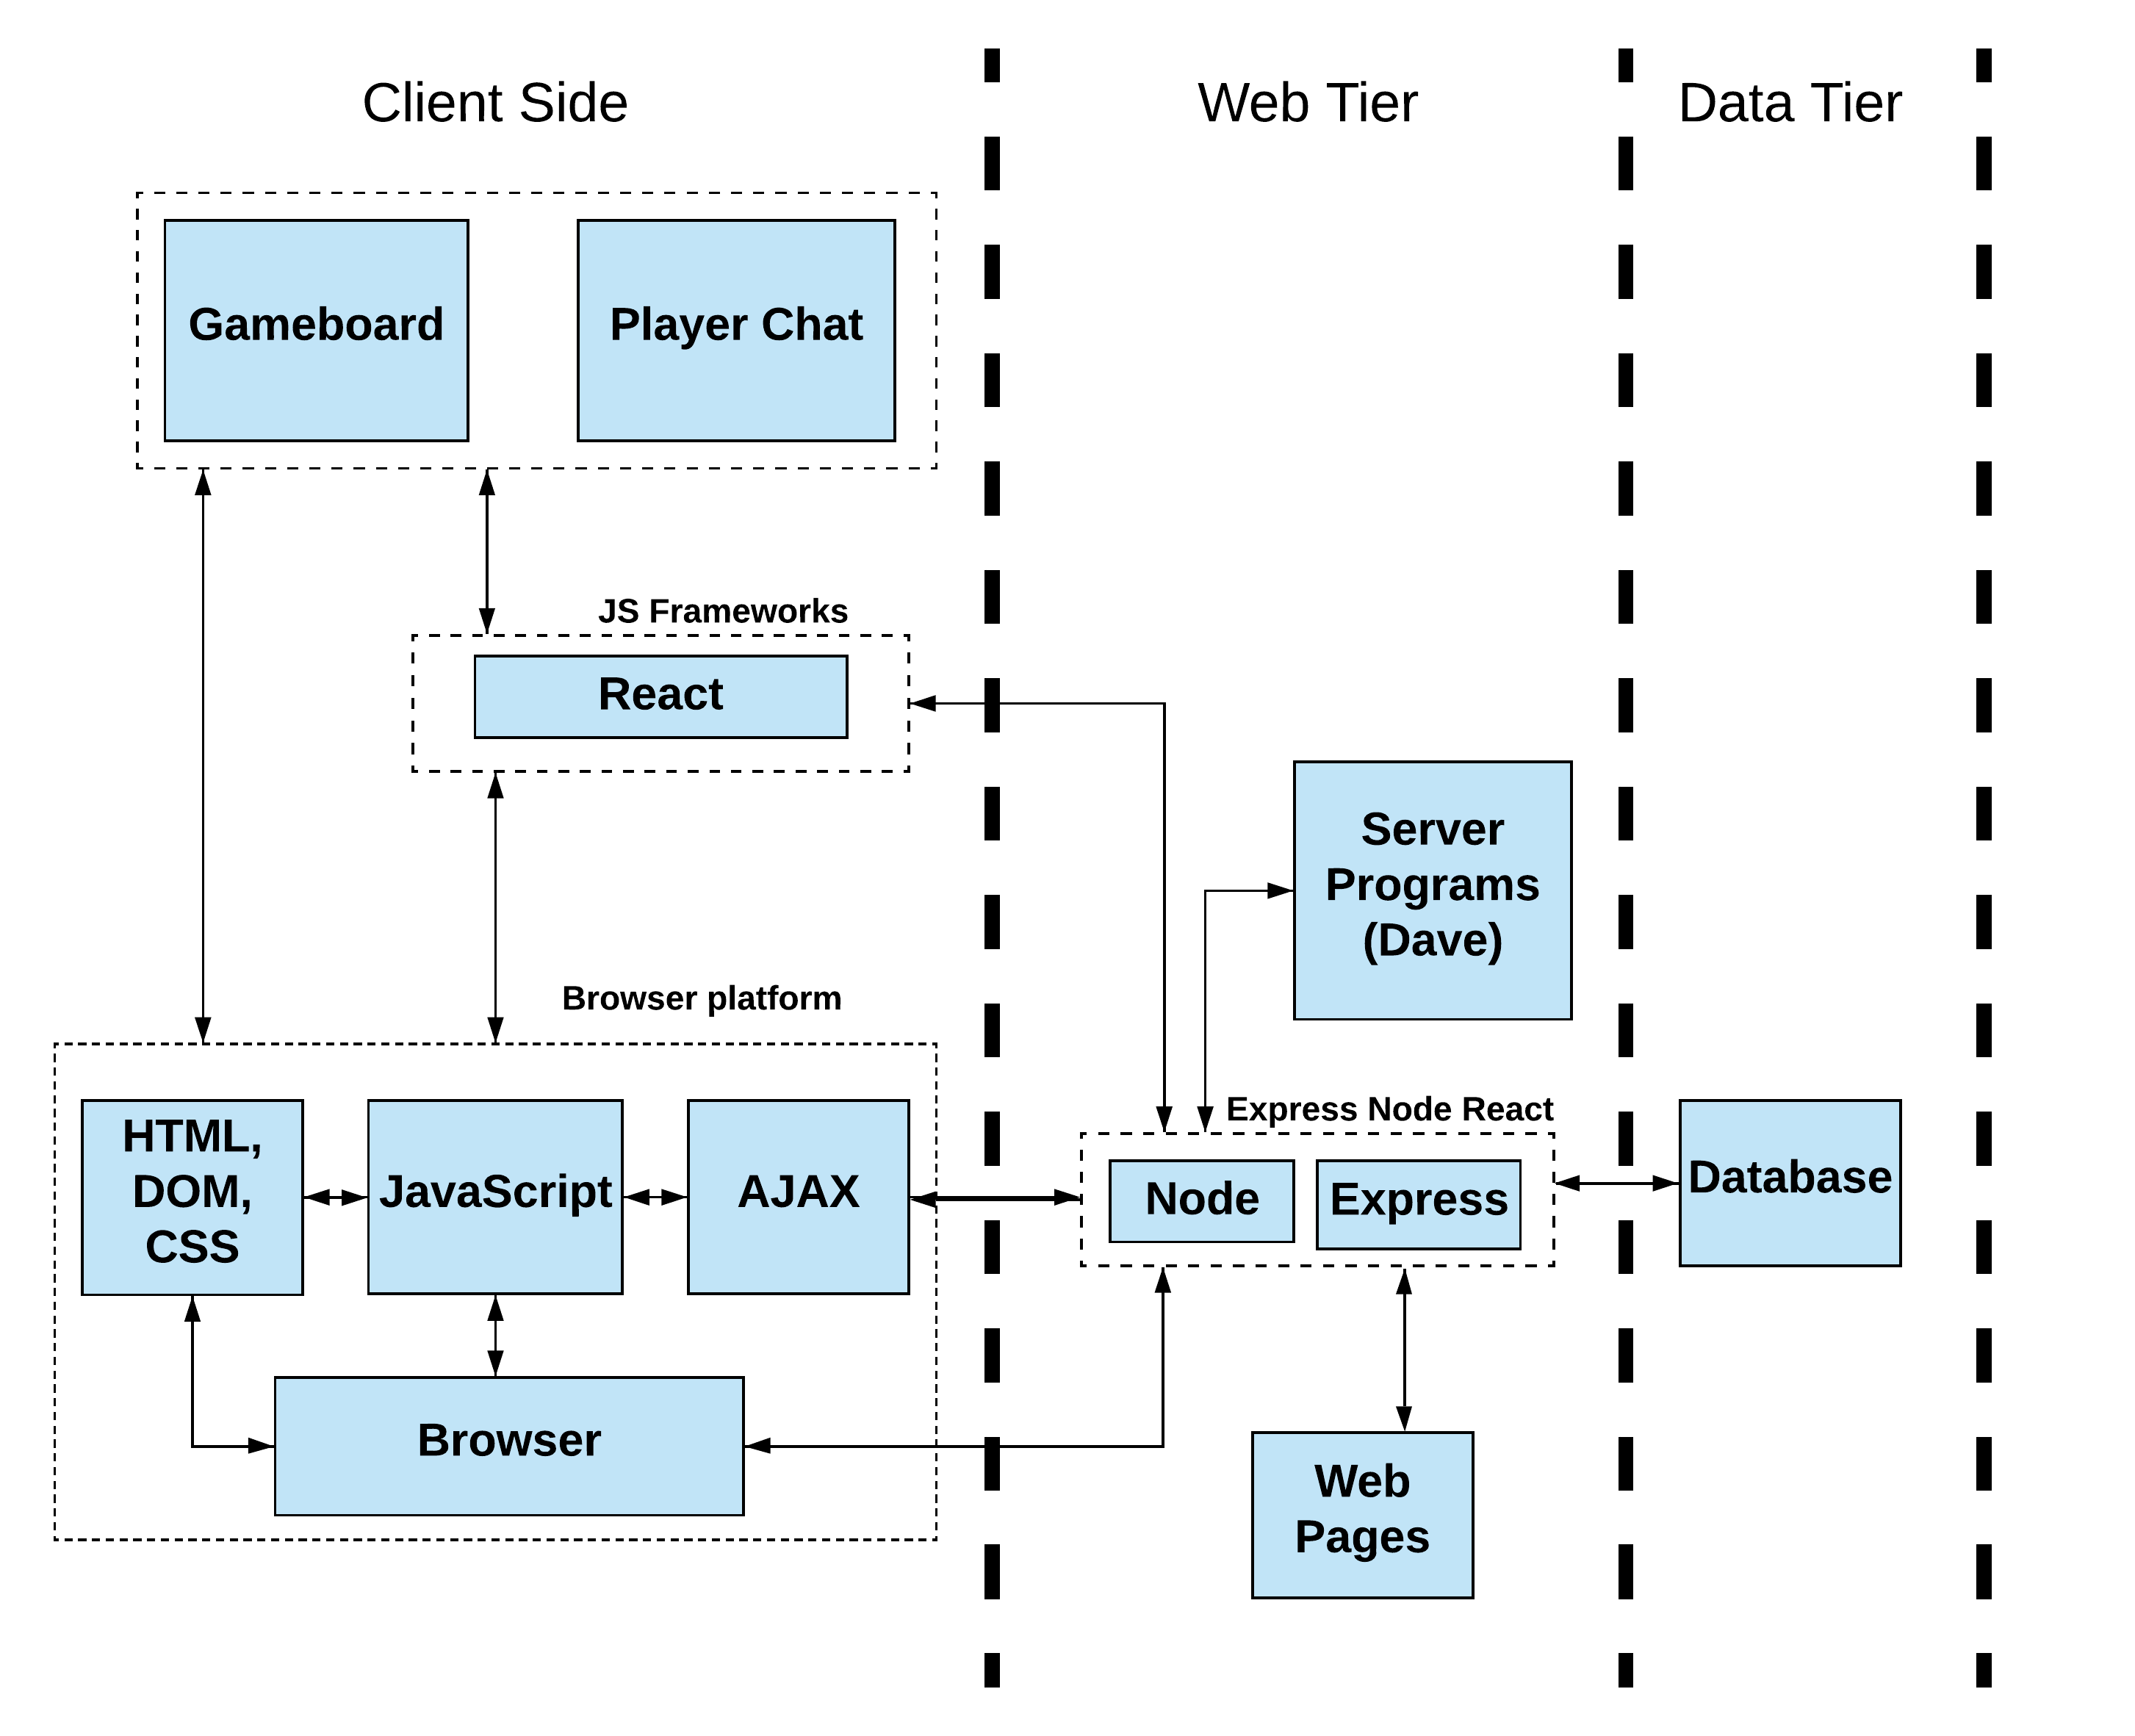 Client Side
Web Tier
Data Tier
Gameboard
Player Chat
JS Frameworks
React
Server
Programs
(Dave)
Browser platform
Express Node React
HTML,
DOM,
CSS
JavaScript
AJAX
Node
Express
Database
Browser
Web
Pages